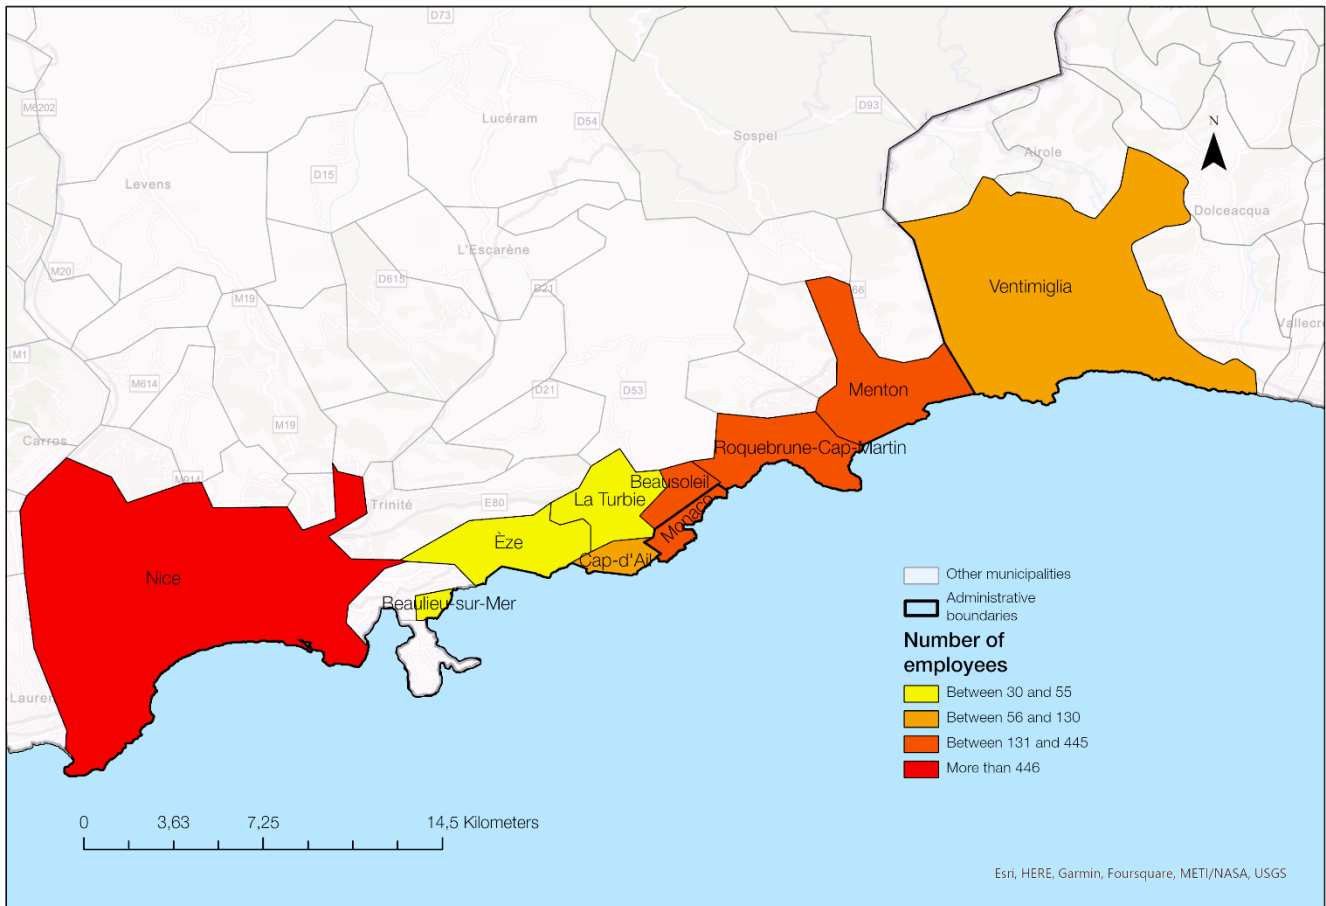 D73
M6202
Lucéram
D54
D93
Sospel
N
Airole
Levens
D15
Dolceacqua
L'Escarène
M20
D615
D21
66
Ventimiglia
M19
Vallecr
M1
M614
D21
D53
Menton
M19
Carros
Roquebrune-Cap-Martin
M914
Beausoleil
Trinité
E80
La Turbie
Monaco
Èze
Cap-d'Ail
Nice
Beaulieu-sur-Mer
Lauren
Other municipalities
Administrative
boundaries
Number of
employees
Between 30 and 55
Between 56 and 130
Between 131 and 445
More than 446
0 3,63 7,25 14,5 Kilometers
Esri, HERE, Garmin, Foursquare, METI/NASA, USGS